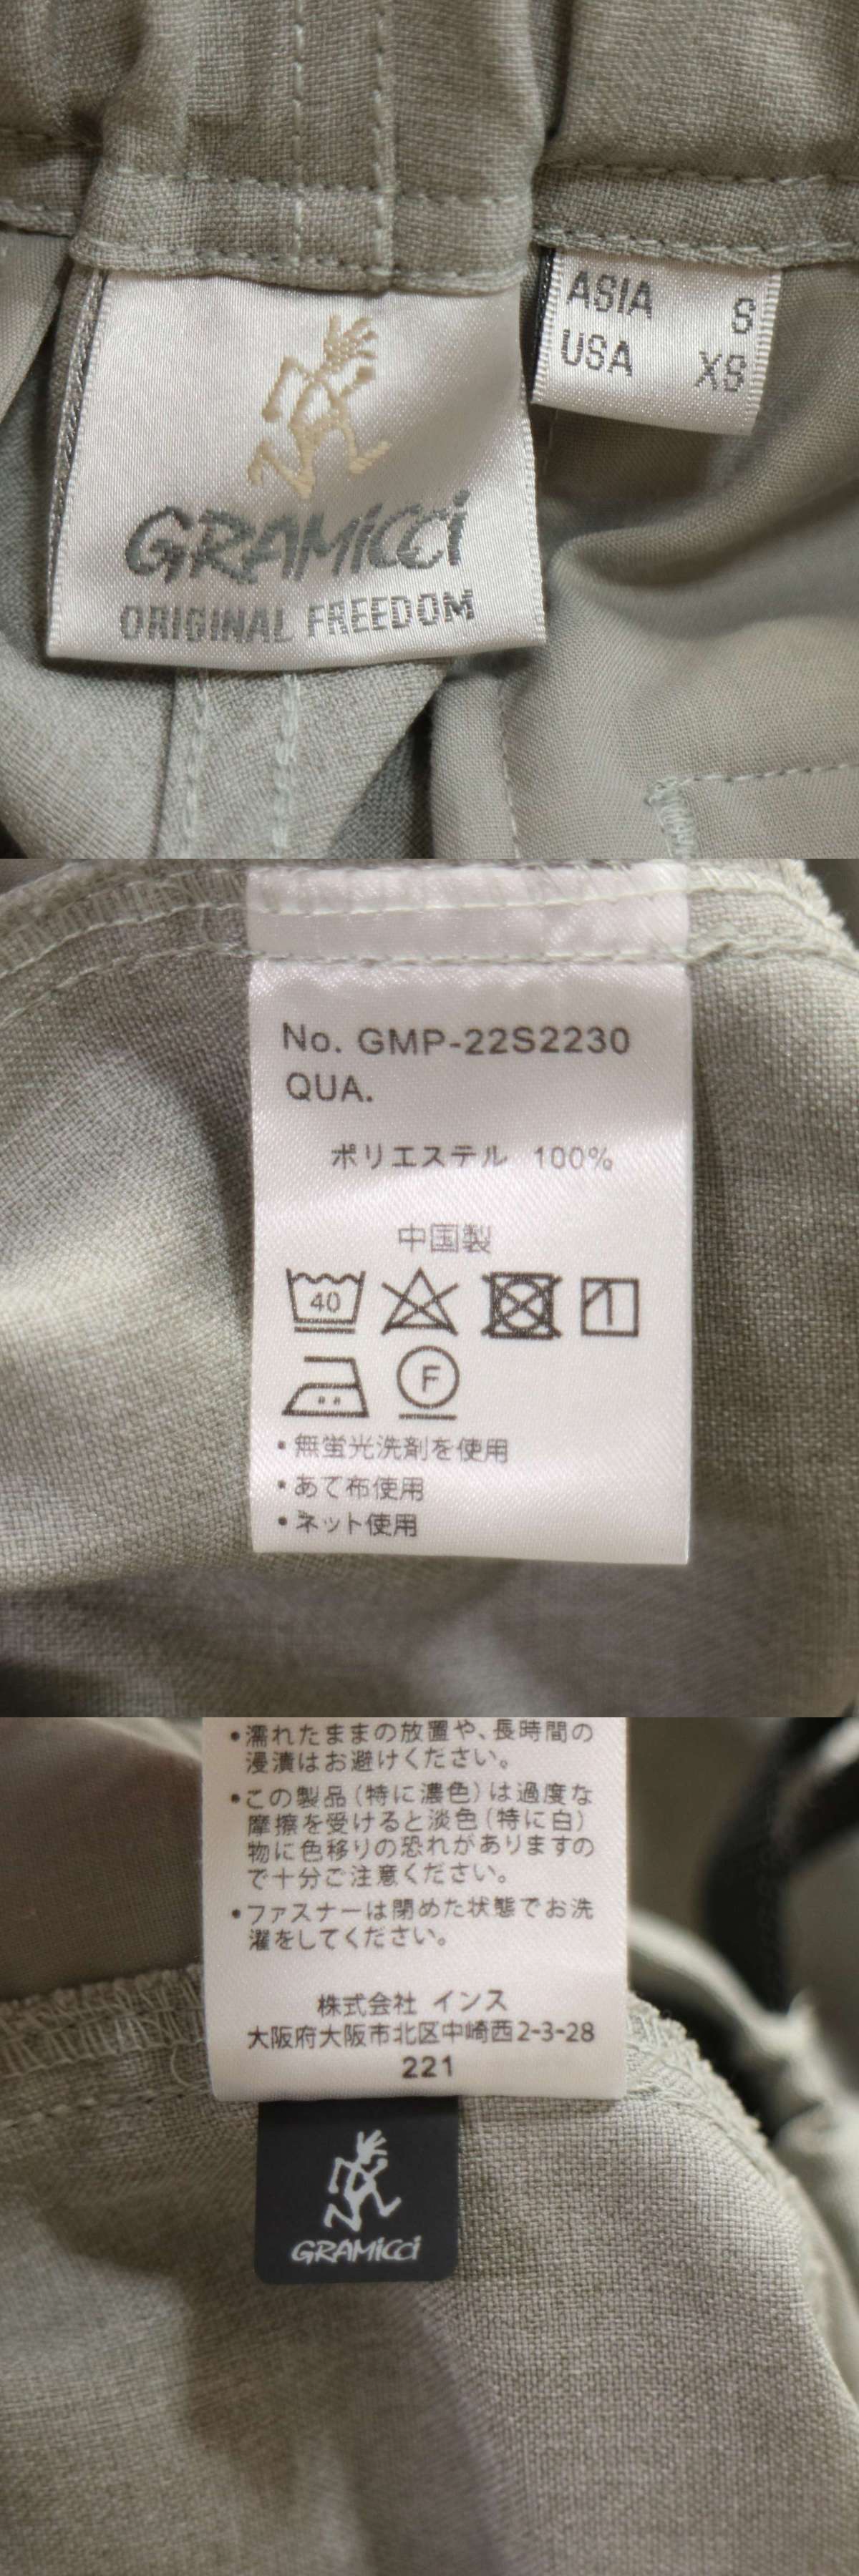 GRAMiCCi
ORIGINAL FREEDOM
ASIA S
USA XS
No. GMP-22S2230
QUA.
ポリエステル 100%
中国製
40
F
・無蛍光洗剤を使用
・あて布使用
・ネット使用
•濡れたままの放置や、長時間の
浸漬はお避けください。
•この製品(特に濃色)は過度な
摩擦を受けると淡色(特に白)
物に色移りの恐れがありますの
で十分ご注意ください。
•ファスナーは閉めた状態でお洗
濯をしてください。
株式会社 インス
大阪府大阪市北区中崎西2-3-28
221
GRAMiCCi